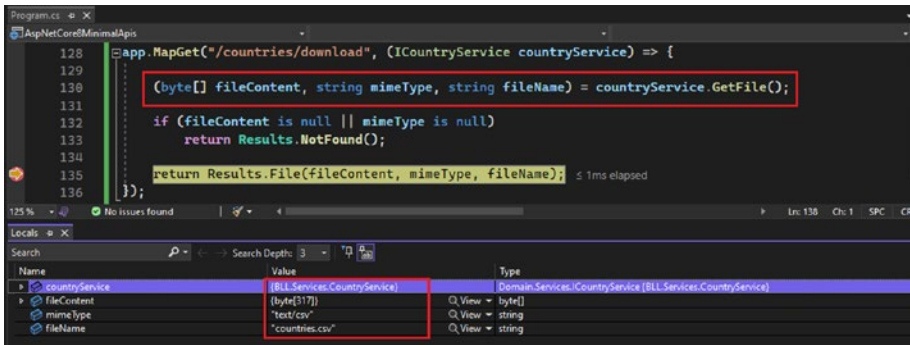 Program.cs
AspNetCore8MinimalApis
128 app.MapGet("/countries/download", (ICountryService countryService) => {
129
130 (byte[] fileContent, string mimeType, string fileName) = countryService.GetFile();
131
132 if (fileContent is null || mimeType is null)
133 return Results.NotFound();
134
135 return Results.File(fileContent, mimeType, fileName); ≤ 1ms elapsed
136 });
125 % No issues found Ln: 138 Ch: 1 SPC
Locals
Search Search Depth: 3
Name Value Type
countryService {BLL.Services.CountryService} Domain.Services.ICountryService {BLL.Services.CountryService}
fileContent {byte[317]} View byte[]
mimeType "text/csv" View string
fileName "countries.csv" View string